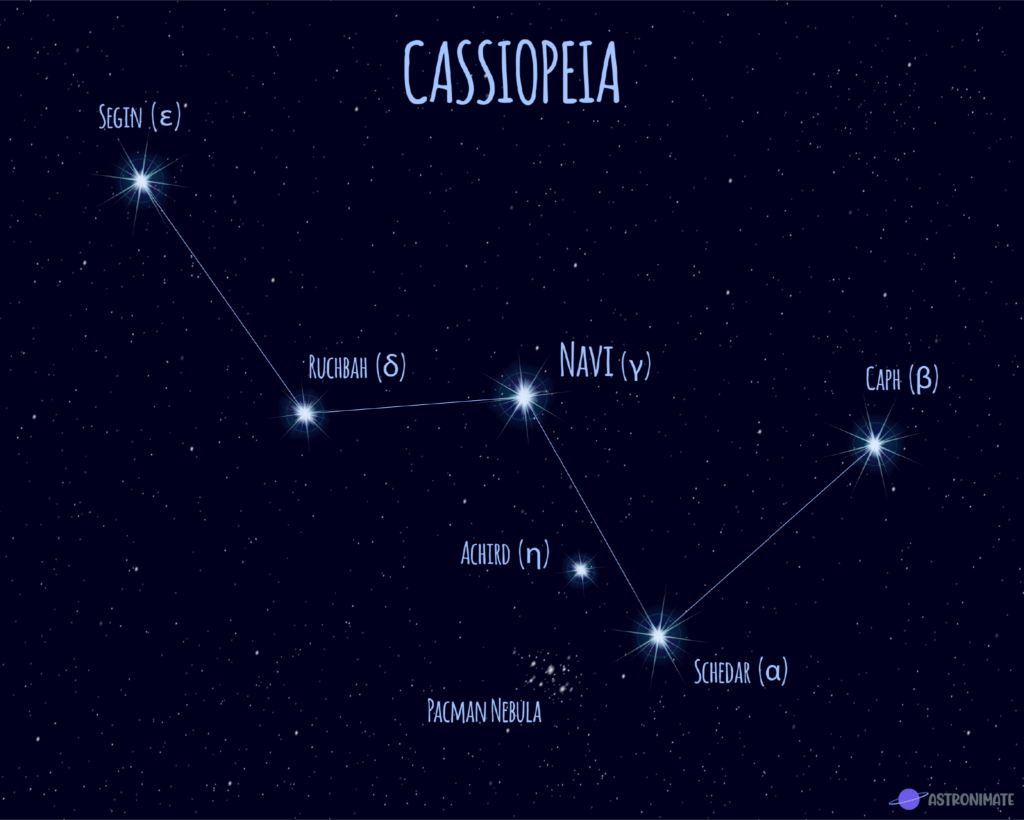 CASSIOPEIA
SEGIN (ε)
RUCHBAH (δ)
NAVI (γ)
CAPH (β)
ACHIRD (η)
SCHEDAR (α)
PACMAN NEBULA
ASTRONIMATE